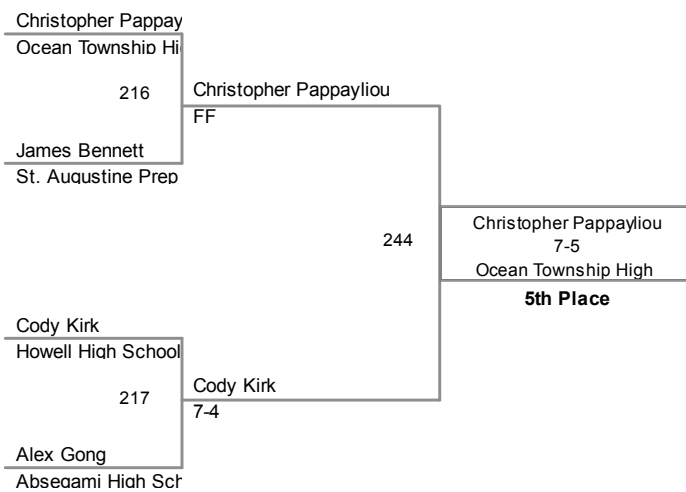 Christopher Pappay
Ocean Township Hi
216
Christopher Pappayliou
FF
James Bennett
St. Augustine Prep
244
Christopher Pappayliou
7-5
Ocean Township High
5th Place
Cody Kirk
Howell High School
217
Cody Kirk
7-4
Alex Gong
Absegami High Sch